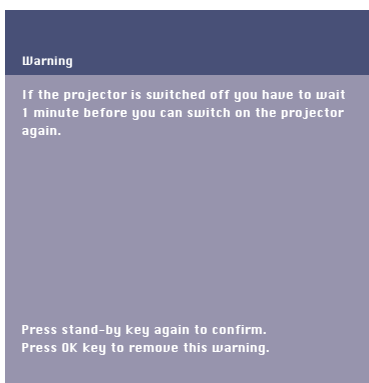 Warning
If the projector is switched off you have to wait
1 minute before you can switch on the projector
again.
Press stand-by key again to confirm.
Press OK key to remove this warning.